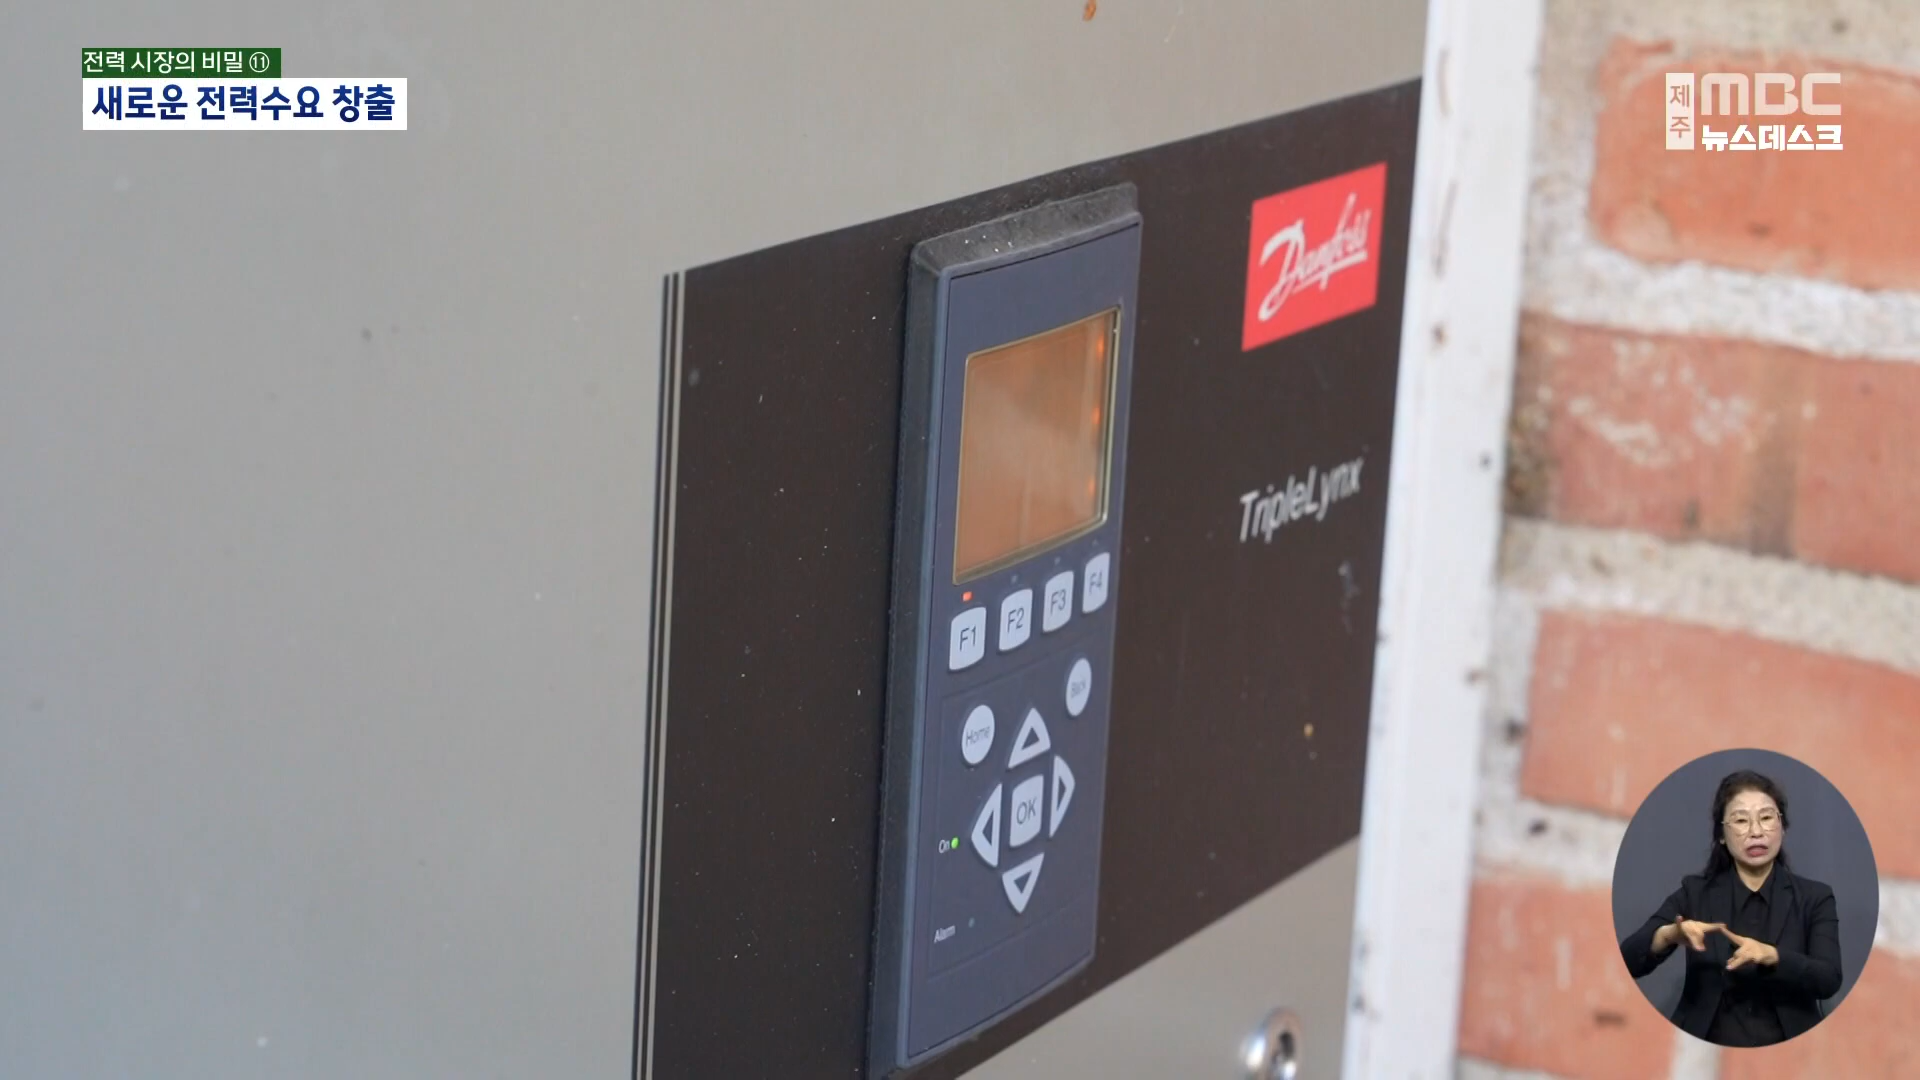 전력 시장의 비밀 ⑪
새로운 전력수요 창출
제주 MBC
뉴스데스크
Danfoss
TripleLynx
F1 F2 F3 F4
Back
Home
OK
On
Alarm